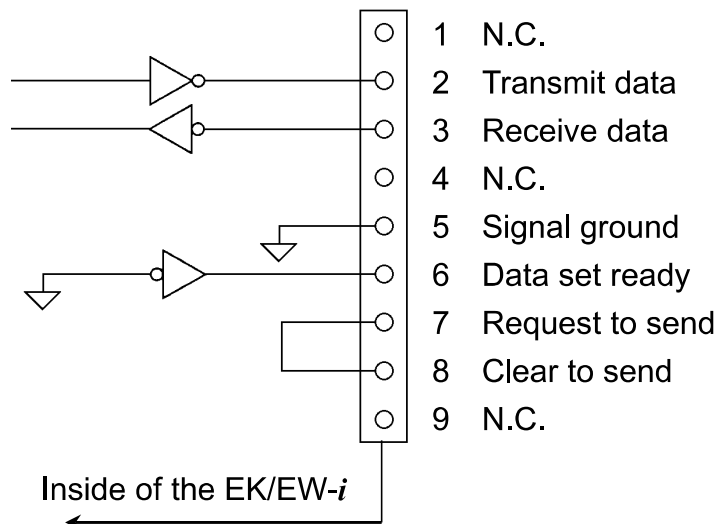 1 N.C.
2 Transmit data
3 Receive data
4 N.C.
5 Signal ground
6 Data set ready
7 Request to send
8 Clear to send
9 N.C.
Inside of the EK/EW-i